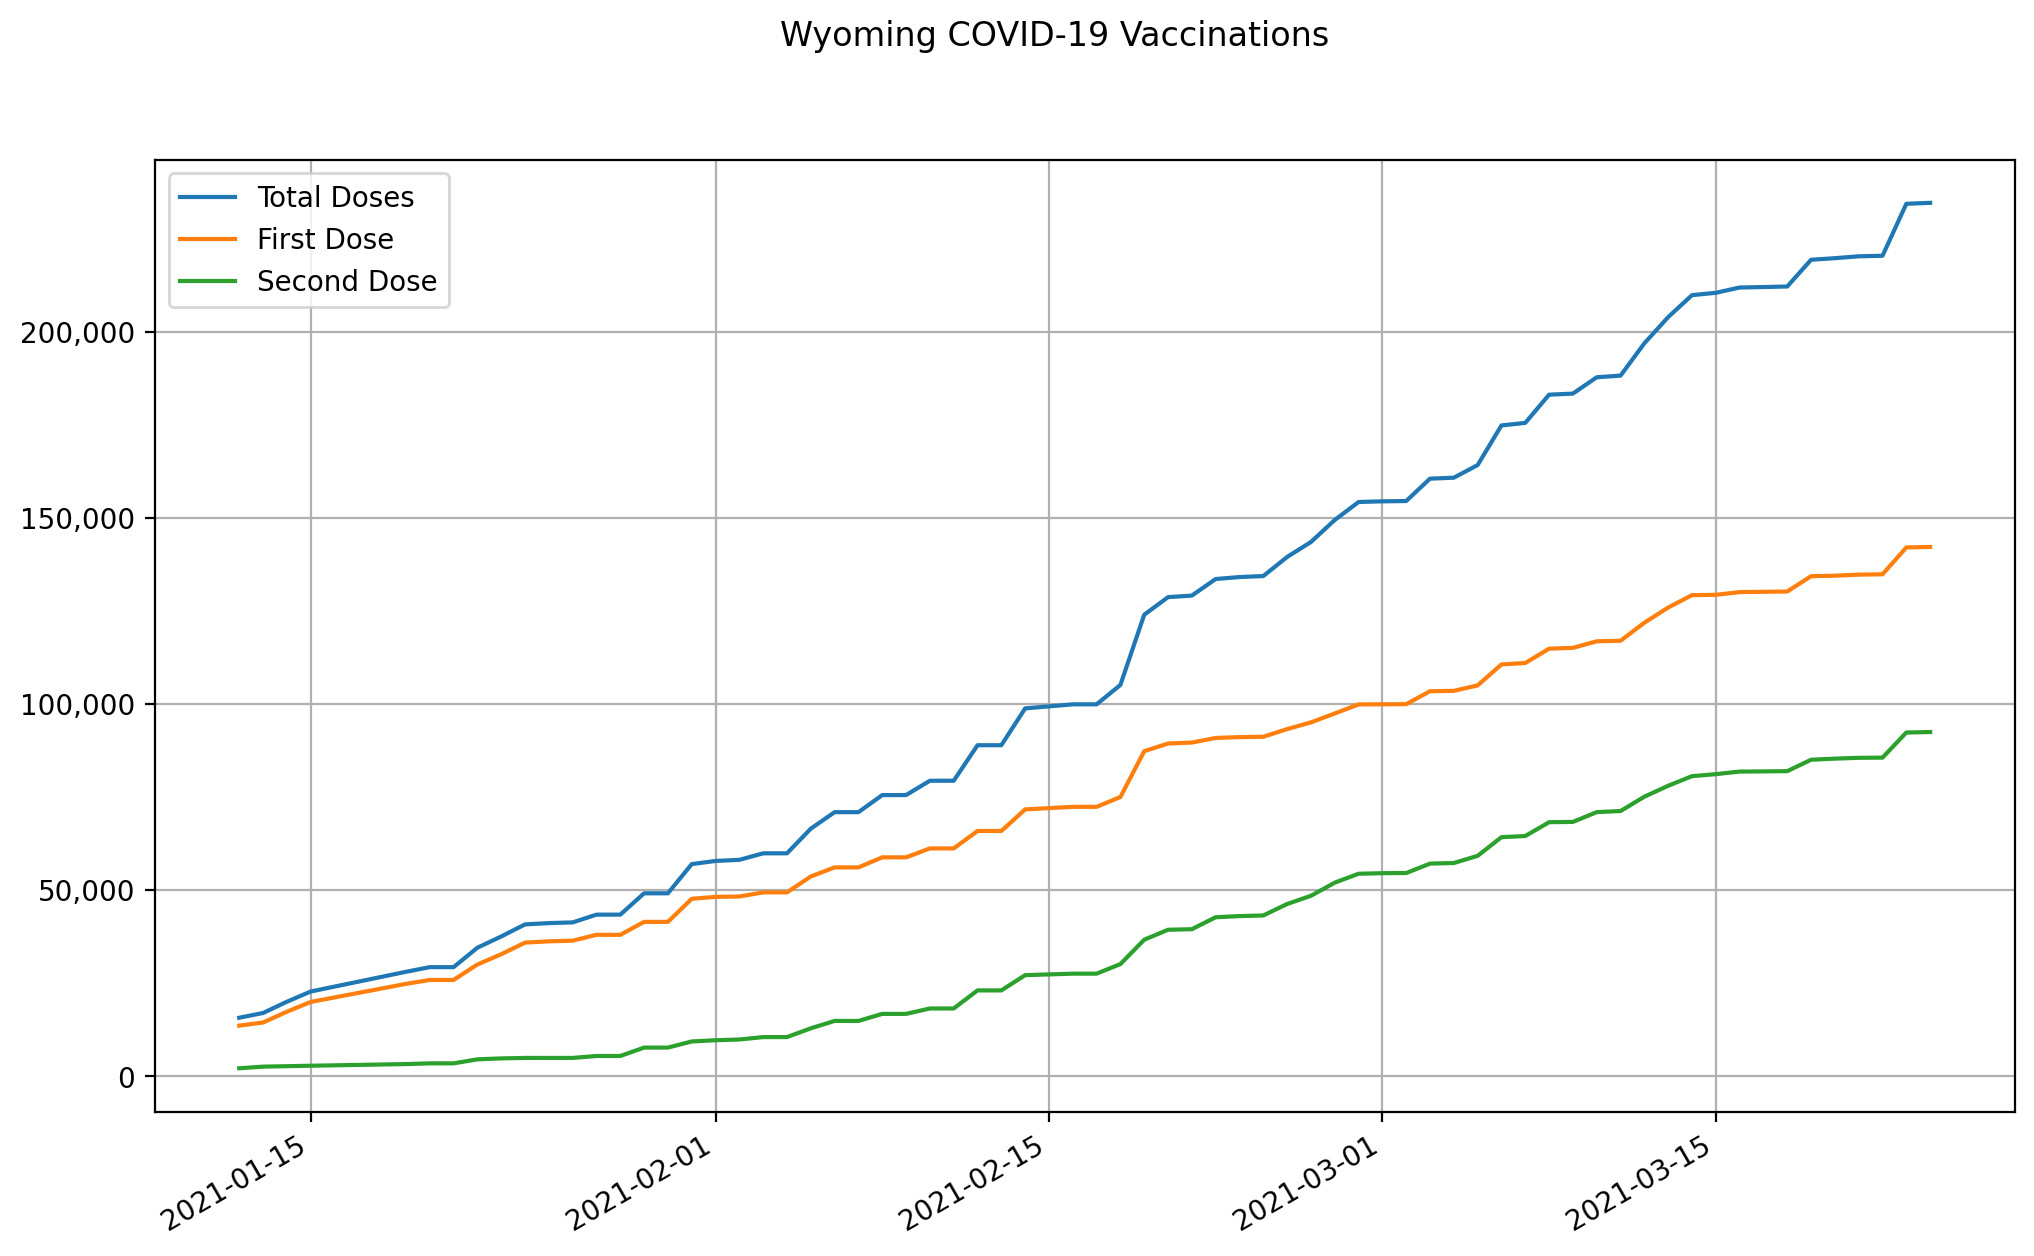 Wyoming COVID-19 Vaccinations
Total Doses
First Dose
Second Dose
200,000
150,000
100,000
50,000
0
2021-01-15
2021-02-01
2021-02-15
2021-03-01
2021-03-15